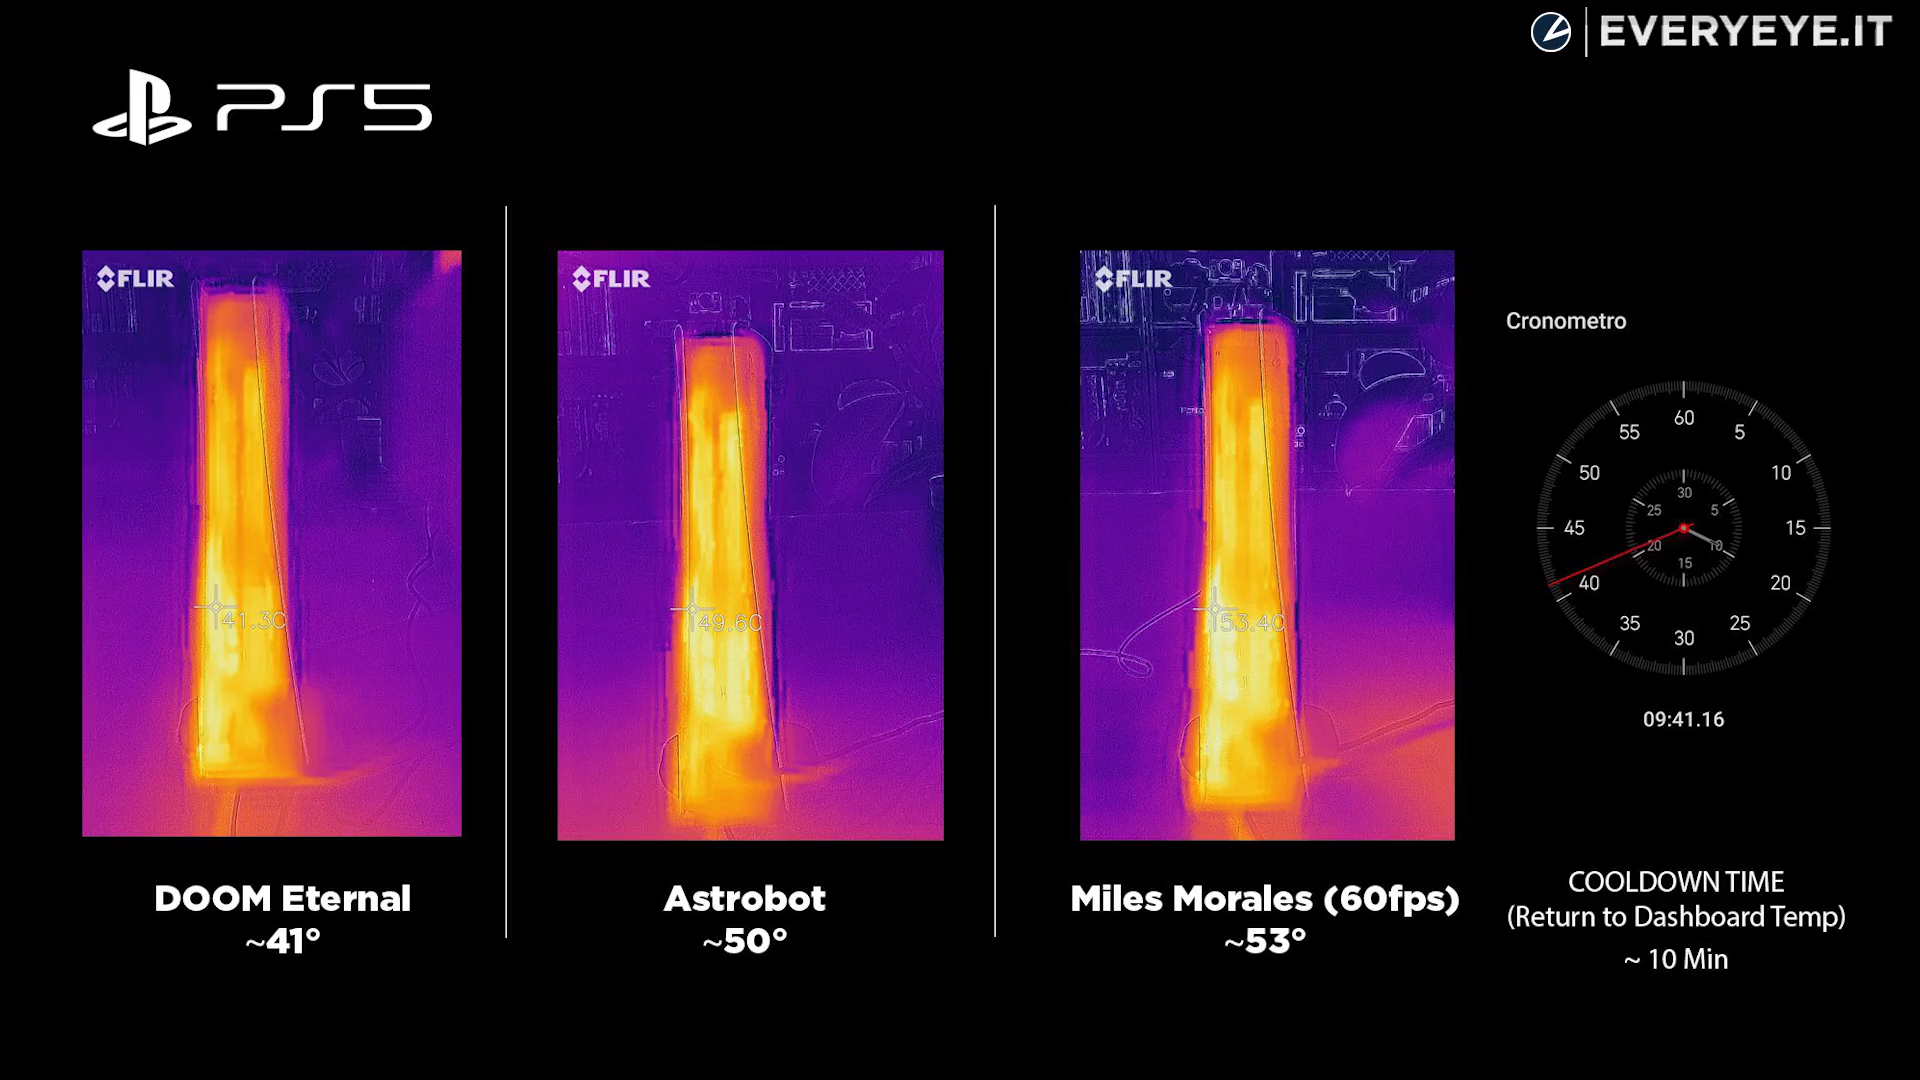 EVERYEYE.IT
PS5
FLIR
41.3C
DOOM Eternal
~41°
FLIR
49.6C
Astrobot
~50°
FLIR
53.4C
Miles Morales (60fps)
~53°
Cronometro
60
55
5
50
10
45
15
40
20
35
25
30
30
25
5
20
10
15
09:41.16
COOLDOWN TIME
(Return to Dashboard Temp)
~ 10 Min